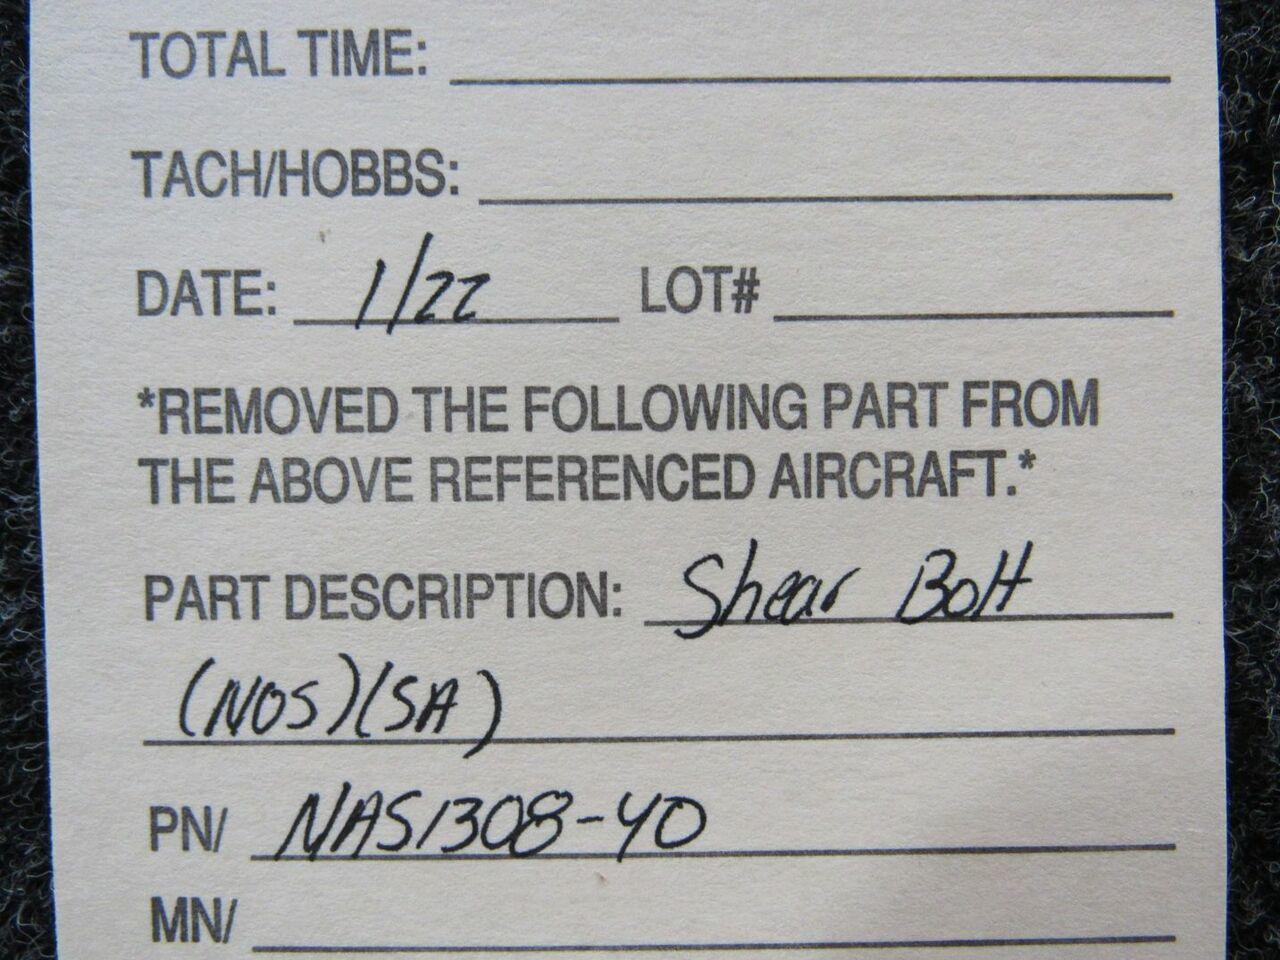 TOTAL TIME:
TACH/HOBBS:
DATE: 1/22 LOT#
*REMOVED THE FOLLOWING PART FROM
THE ABOVE REFERENCED AIRCRAFT.*
PART DESCRIPTION: Shear Bolt
(NOS)(SA)
PN/ NAS1308-40
MN/